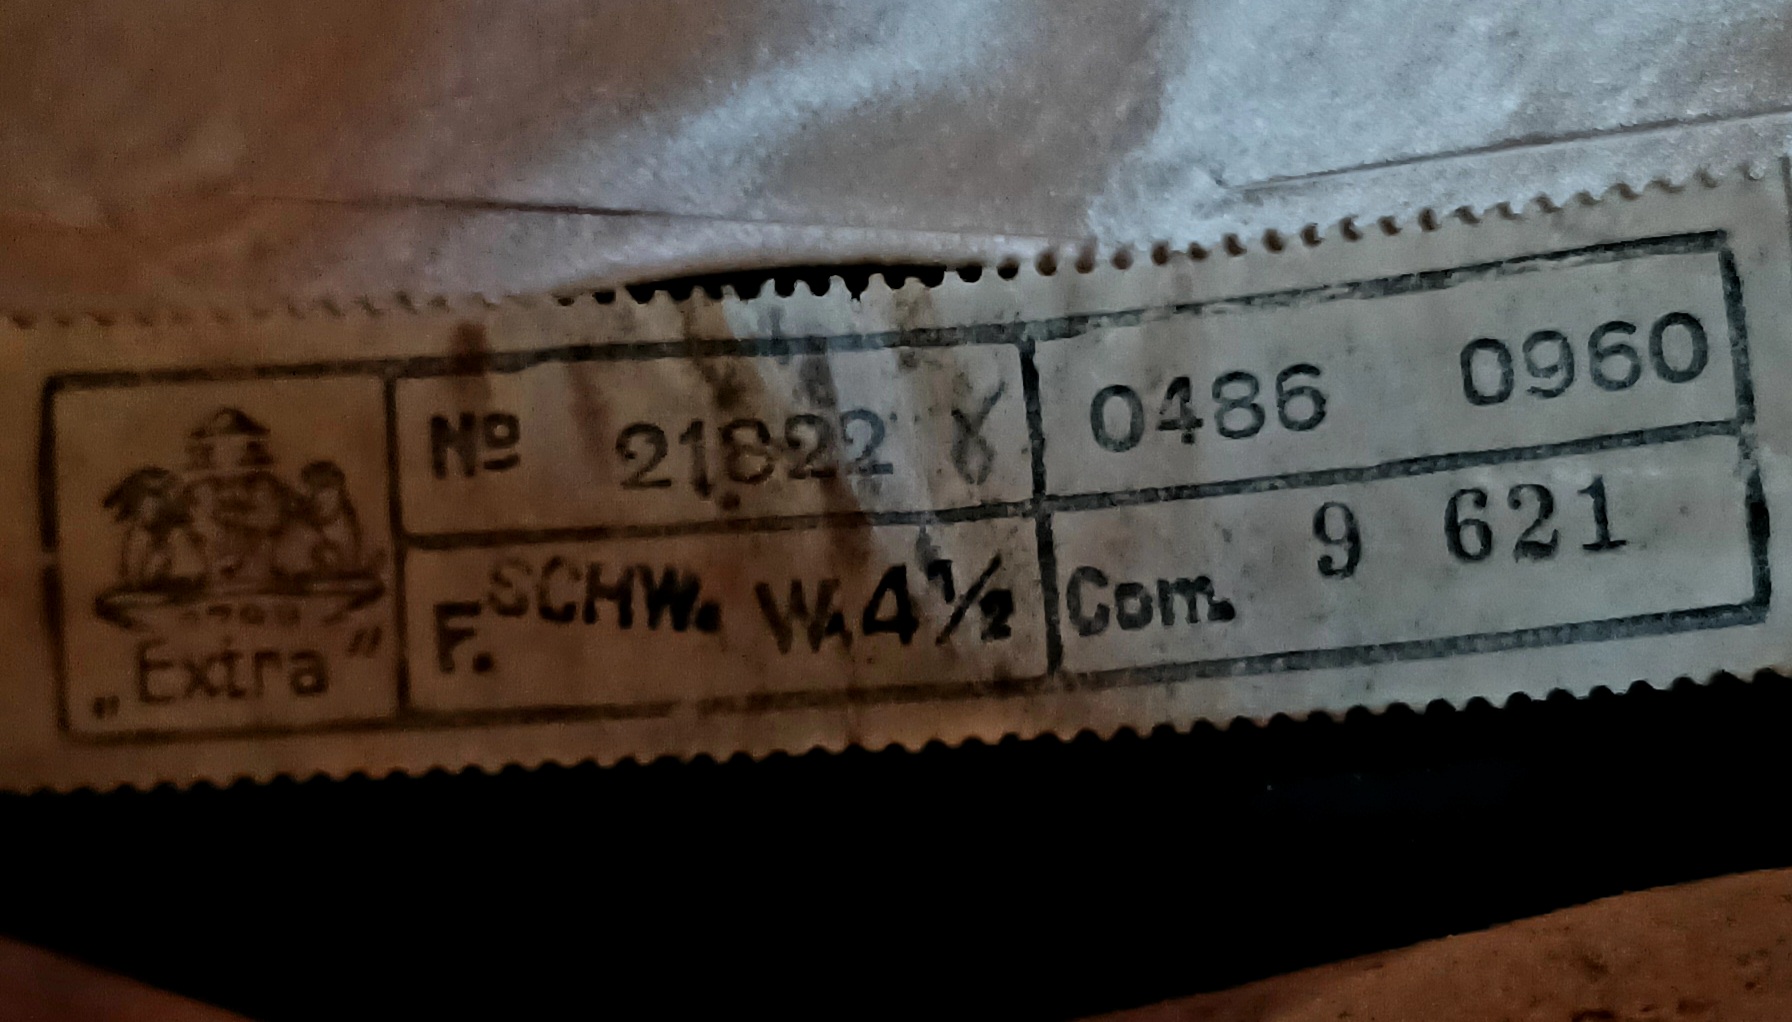 „Extra”
Nº 21822 X
F. SCHW. W. 4½
0486 0960
Com. 9 621